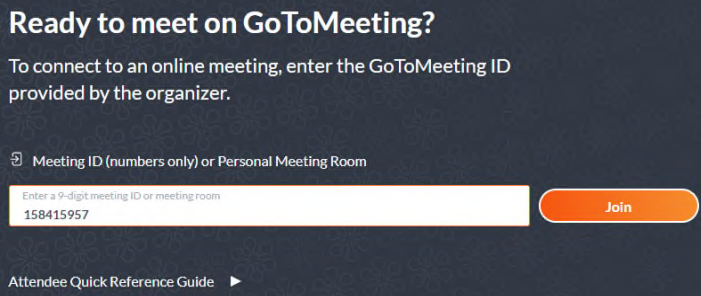 Ready to meet on GoToMeeting?
To connect to an online meeting, enter the GoToMeeting ID
provided by the organizer.
Meeting ID (numbers only) or Personal Meeting Room
Enter a 9-digit meeting ID or meeting room
158415957
Join
Attendee Quick Reference Guide